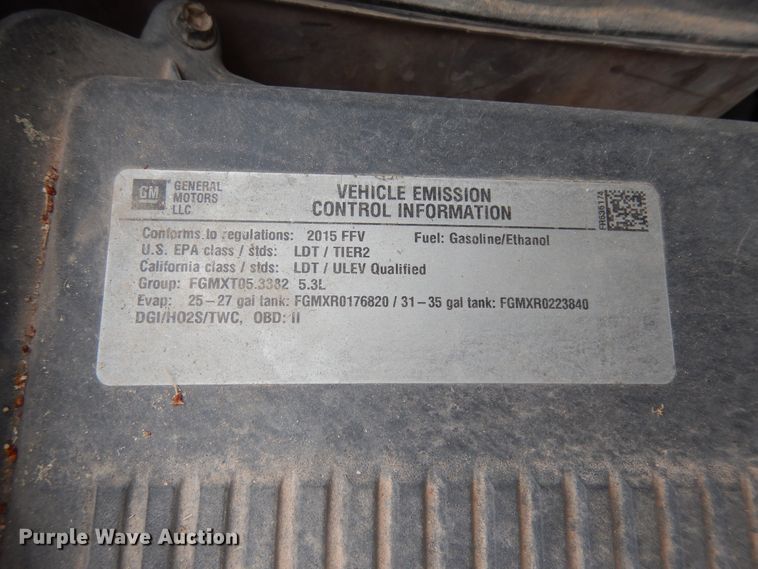 GM
GENERAL
MOTORS
LLC
VEHICLE EMISSION
CONTROL INFORMATION
Conforms to regulations: 2015 FFV Fuel: Gasoline/Ethanol
U.S. EPA class / stds: LDT / TIER2
California class / stds: LDT / ULEV Qualified
Group: FGMXT05.3382 5.3L
Evap: 25–27 gal tank: FGMXR0176820 / 31–35 gal tank: FGMXR0223840
DGI/HO2S/TWC, OBD: II
Purple Wave Auction